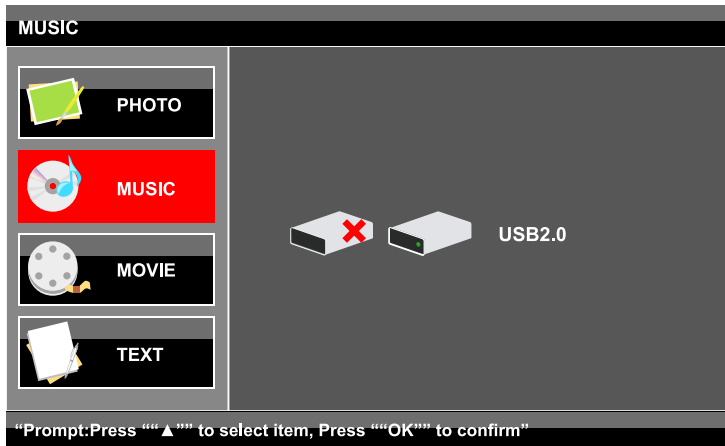 MUSIC
PHOTO
MUSIC
MOVIE
TEXT
USB2.0
“Prompt:Press ““▲”” to select item, Press ““OK”” to confirm”